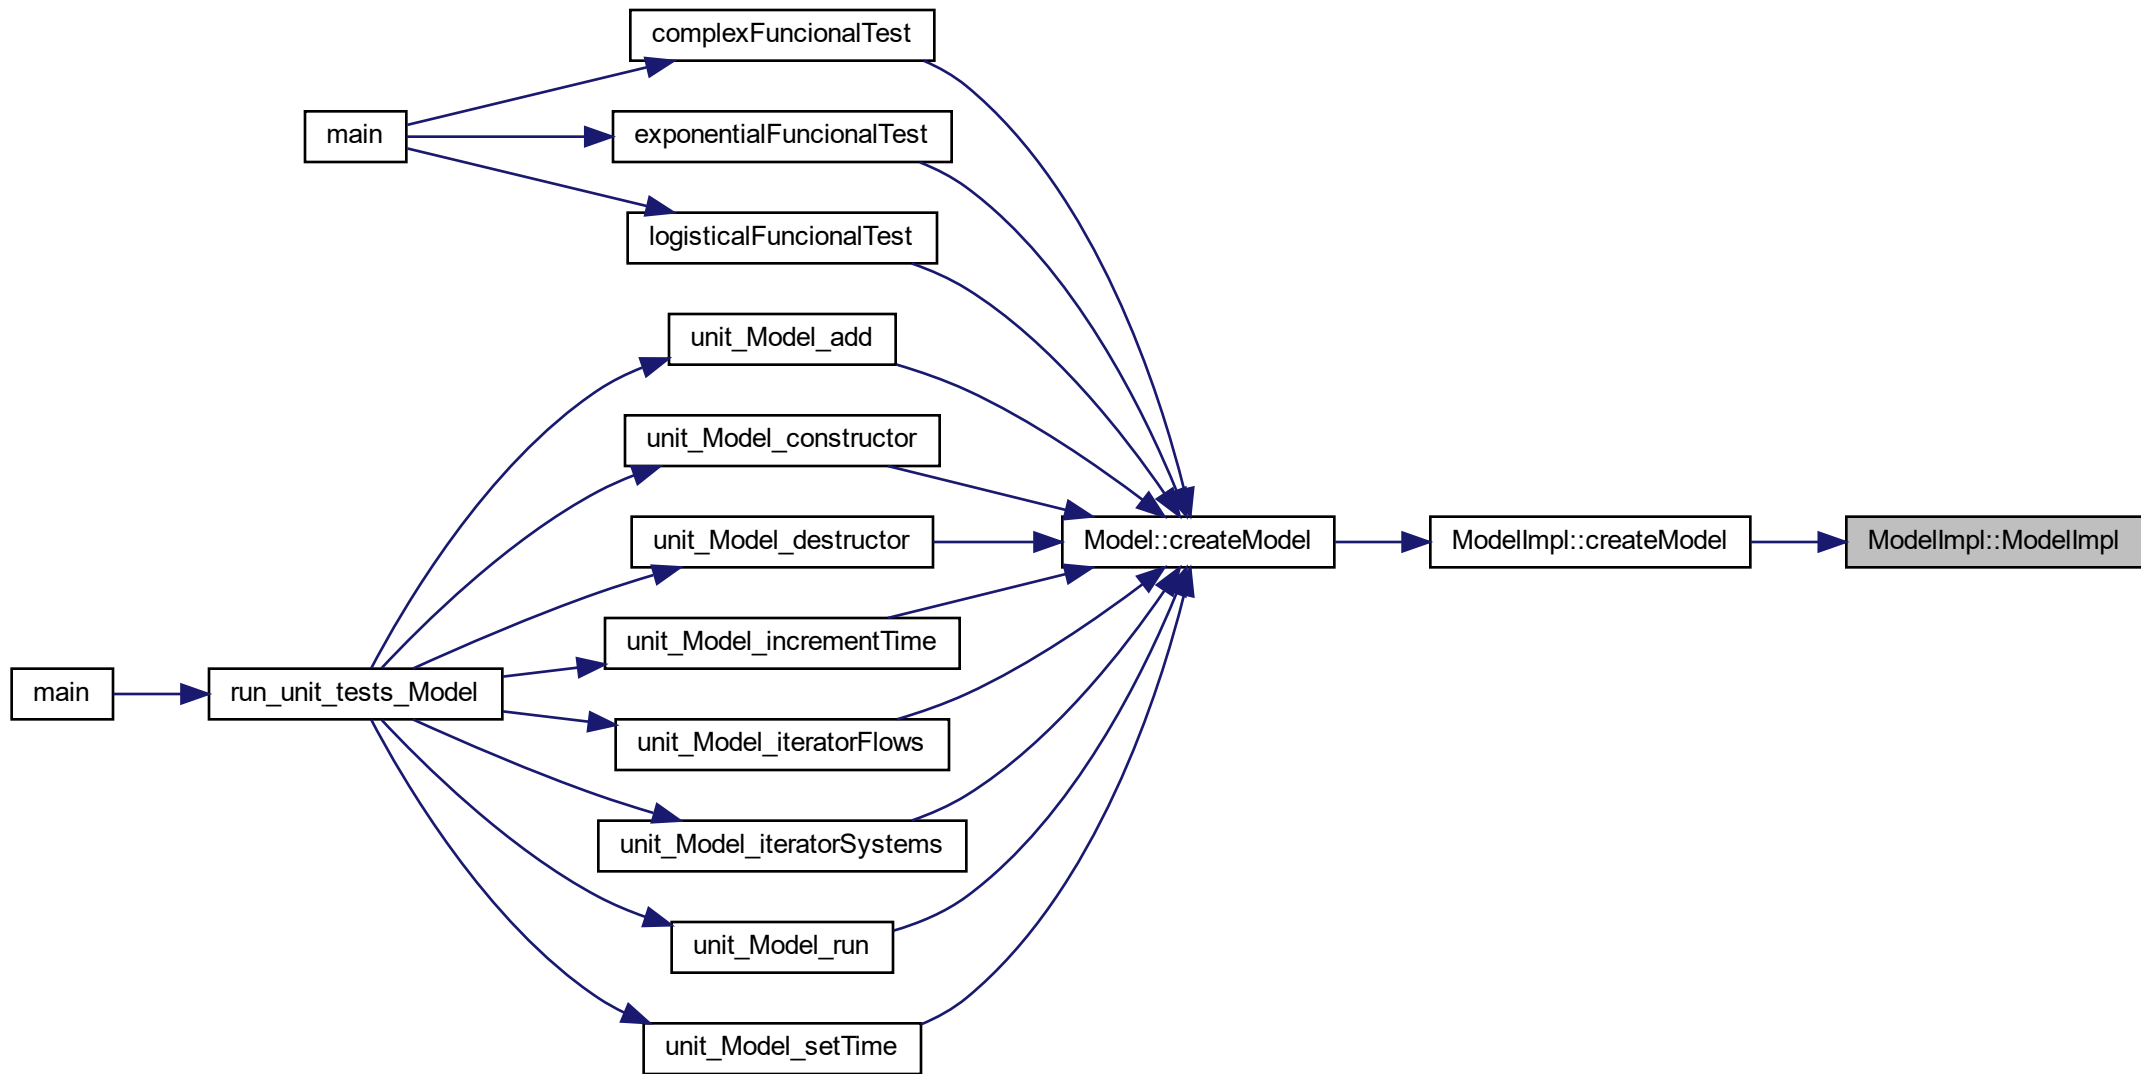 complexFuncionalTest
main
exponentialFuncionalTest
logisticalFuncionalTest
unit_Model_add
unit_Model_constructor
unit_Model_destructor
Model::createModel
ModelImpl::createModel
ModelImpl::ModelImpl
unit_Model_incrementTime
main
run_unit_tests_Model
unit_Model_iteratorFlows
unit_Model_iteratorSystems
unit_Model_run
unit_Model_setTime